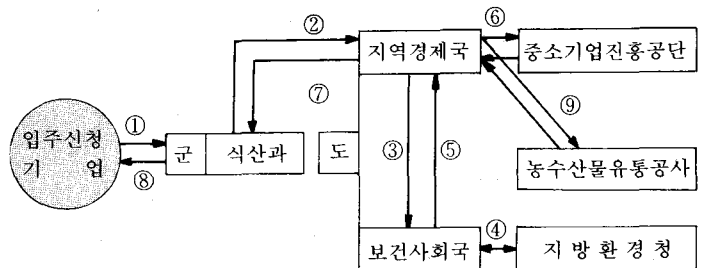 ⑥
②
지역경제국
중소기업진흥공단
⑦
⑨
입주신청
기 업
①
군
식산과
도
③
⑤
농수산물유통공사
⑧
④
보건사회국
지 방 환 경 청